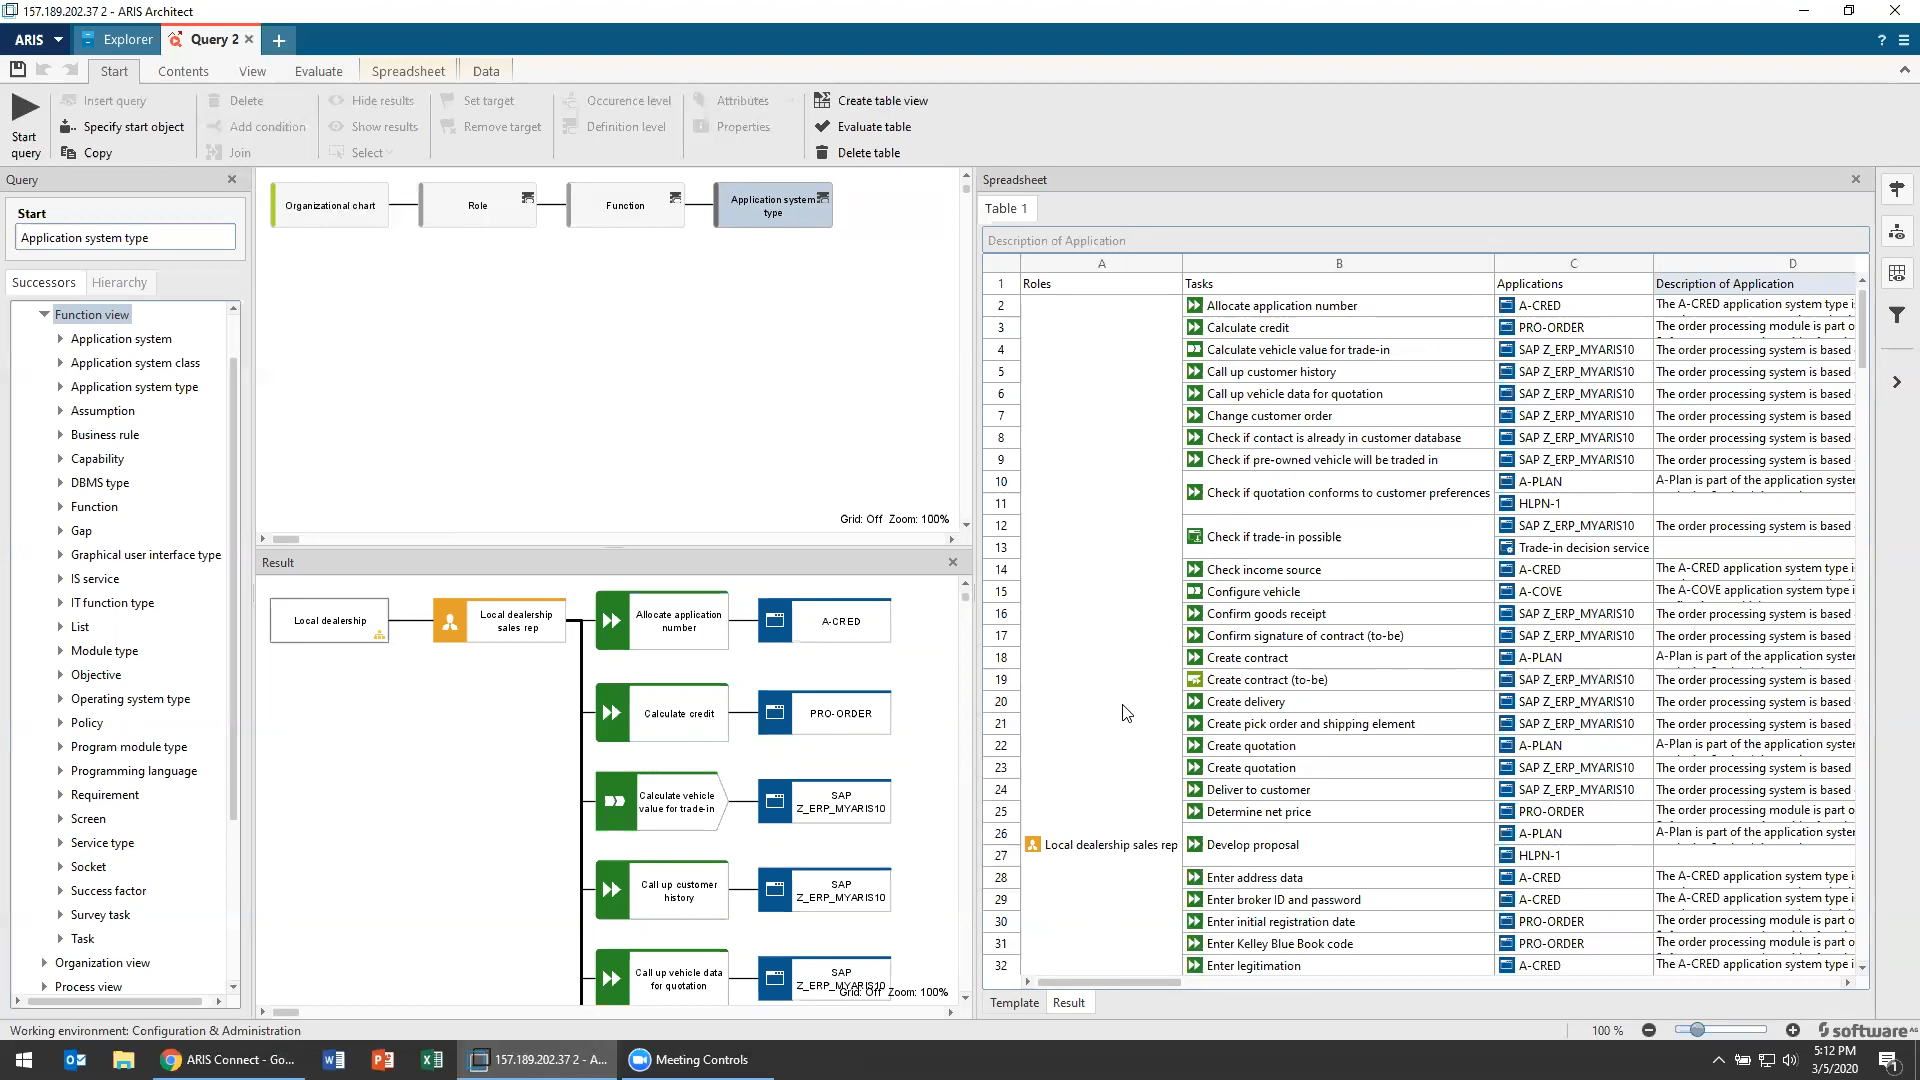 157.189.202.37 2 - ARIS Architect
ARIS
Explorer
Query 2
?
Start
Contents
View
Evaluate
Spreadsheet
Data
Start
query
Insert query
Specify start object
Copy
Delete
Add condition
Join
Hide results
Show results
Select
Set target
Remove target
Occurence level
Definition level
Attributes
Properties
Create table view
Evaluate table
Delete table
Query
Start
Application system type
Successors
Hierarchy
Function view
Application system
Application system class
Application system type
Assumption
Business rule
Capability
DBMS type
Function
Gap
Graphical user interface type
IS service
IT function type
List
Module type
Objective
Operating system type
Policy
Program module type
Programming language
Requirement
Screen
Service type
Socket
Success factor
Survey task
Task
Organization view
Process view
Organizational chart
Role
Function
Application system
type
Grid: Off Zoom: 100%
Result
Local dealership
Local dealership
sales rep
Allocate application
number
A-CRED
Calculate credit
PRO-ORDER
Calculate vehicle
value for trade-in
SAP
Z_ERP_MYARIS10
Call up customer
history
SAP
Z_ERP_MYARIS10
Call up vehicle data
for quotation
SAP
Z_ERP_MYARIS10
Grid: Off Zoom: 100%
Spreadsheet
Table 1
Description of Application
A B C D
1 Roles Tasks Applications Description of Application
2 Allocate application number A-CRED The A-CRED application system type i
3 Calculate credit PRO-ORDER The order processing module is part o
4 Calculate vehicle value for trade-in SAP Z_ERP_MYARIS10 The order processing system is based
5 Call up customer history SAP Z_ERP_MYARIS10 The order processing system is based
6 Call up vehicle data for quotation SAP Z_ERP_MYARIS10 The order processing system is based
7 Change customer order SAP Z_ERP_MYARIS10 The order processing system is based
8 Check if contact is already in customer database SAP Z_ERP_MYARIS10 The order processing system is based
9 Check if pre-owned vehicle will be traded in SAP Z_ERP_MYARIS10 The order processing system is based
10 A-PLAN A-Plan is part of the application syster
Check if quotation conforms to customer preferences
11 HLPN-1
12 SAP Z_ERP_MYARIS10 The order processing system is based
Check if trade-in possible
13 Trade-in decision service
14 Check income source A-CRED The A-CRED application system type i
15 Configure vehicle A-COVE The A-COVE application system type i
16 Confirm goods receipt SAP Z_ERP_MYARIS10 The order processing system is based
17 Confirm signature of contract (to-be) SAP Z_ERP_MYARIS10 The order processing system is based
18 Create contract A-PLAN A-Plan is part of the application syster
19 Create contract (to-be) SAP Z_ERP_MYARIS10 The order processing system is based
20 Create delivery SAP Z_ERP_MYARIS10 The order processing system is based
21 Create pick order and shipping element SAP Z_ERP_MYARIS10 The order processing system is based
22 Create quotation A-PLAN A-Plan is part of the application syster
23 Create quotation SAP Z_ERP_MYARIS10 The order processing system is based
24 Deliver to customer SAP Z_ERP_MYARIS10 The order processing system is based
25 Determine net price PRO-ORDER The order processing module is part o
26 A-PLAN A-Plan is part of the application syster
Local dealership sales rep Develop proposal
27 HLPN-1
28 Enter address data A-CRED The A-CRED application system type i
29 Enter broker ID and password A-CRED The A-CRED application system type i
30 Enter initial registration date PRO-ORDER The order processing module is part o
31 Enter Kelley Blue Book code PRO-ORDER The order processing module is part o
32 Enter legitimation A-CRED The A-CRED application system type i
Template
Result
Working environment: Configuration & Administration
100 %
software AG
ARIS Connect - Go...
157.189.202.37 2 - A...
Meeting Controls
5:12 PM
3/5/2020
1